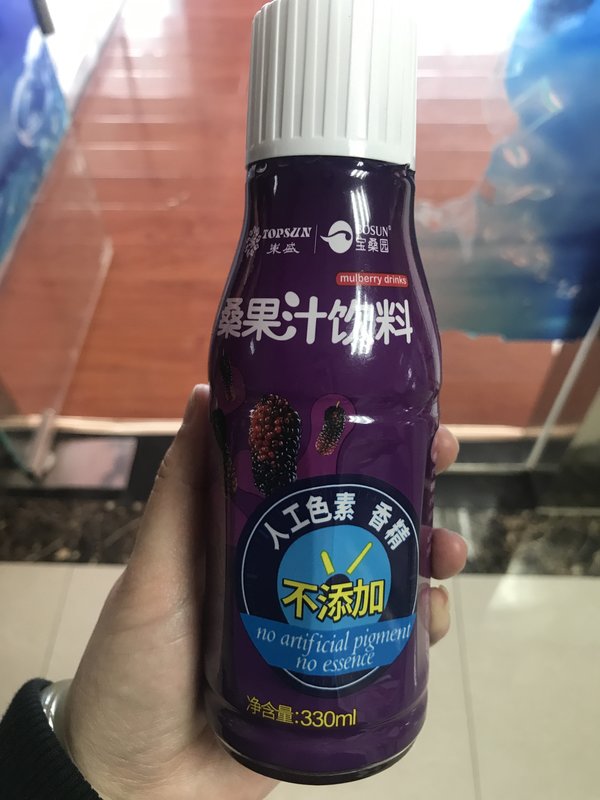 TOPSUN
東盛
BOSUN®
宝桑园
mulberry drinks
桑果汁饮料
人工色素 香精
不添加
no artificial pigment
no essence
净含量:330ml